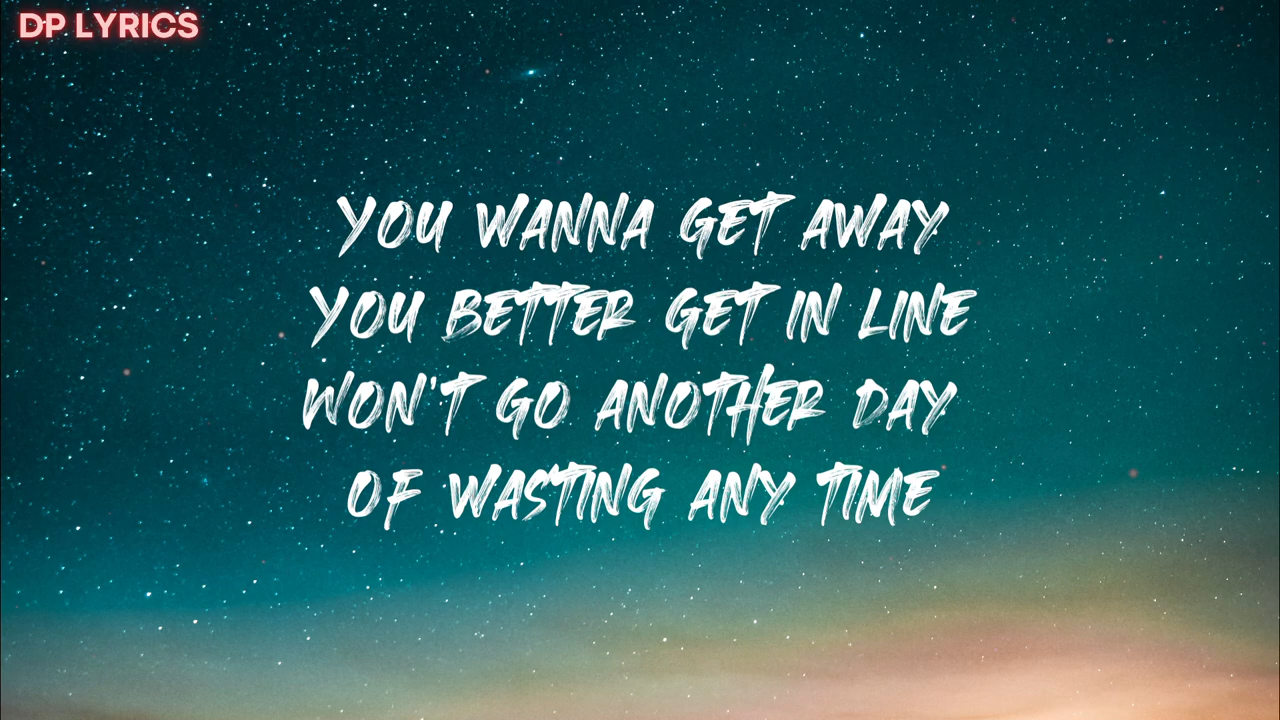 DP LYRICS
YOU WANNA GET AWAY
YOU BETTER GET IN LINE
WON'T GO ANOTHER DAY
OF WASTING ANY TIME